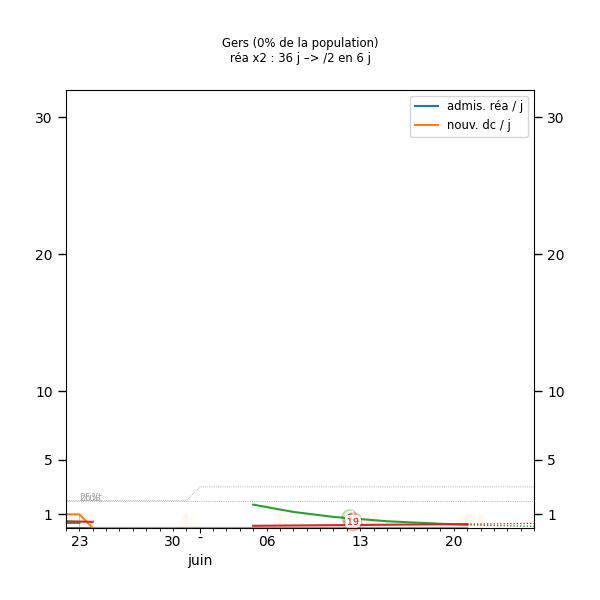 Gers (0% de la population)
réa x2 : 36 j –> /2 en 6 j
admis. réa / j
nouv. dc / j
30 30
20 20
10 10
5 5
1 1
19
23 30 - 06 13 20
juin